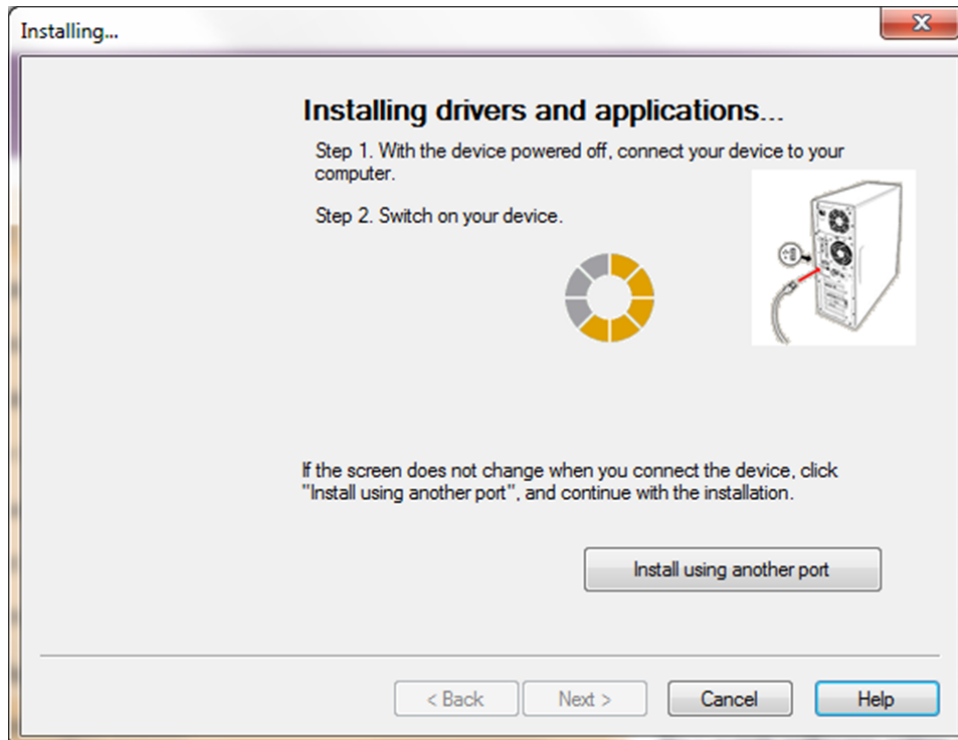 Installing...
Installing drivers and applications...
Step 1. With the device powered off, connect your device to your
computer.
Step 2. Switch on your device.
If the screen does not change when you connect the device, click
"Install using another port", and continue with the installation.
Install using another port
< Back
Next >
Cancel
Help